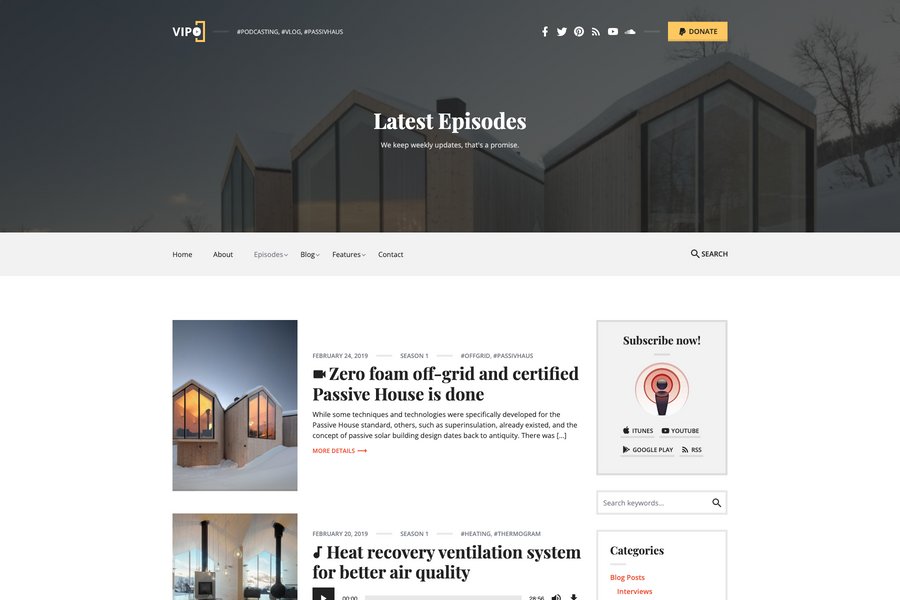 VIPO
#PODCASTING, #VLOG, #PASSIVHAUS
DONATE
Latest Episodes
We keep weekly updates, that's a promise.
Home
About
Episodes
Blog
Features
Contact
SEARCH
FEBRUARY 24, 2019
SEASON 1
#OFFGRID, #PASSIVHAUS
Zero foam off-grid and certified
Passive House is done
While some techniques and technologies were specifically developed for the
Passive House standard, others, such as superinsulation, already existed, and the
concept of passive solar building design dates back to antiquity. There was [...]
MORE DETAILS
FEBRUARY 20, 2019
SEASON 1
#HEATING, #THERMOGRAM
Heat recovery ventilation system
for better air quality
00:00
28:56
Subscribe now!
ITUNES
YOUTUBE
GOOGLE PLAY
RSS
Search keywords...
Categories
Blog Posts
Interviews